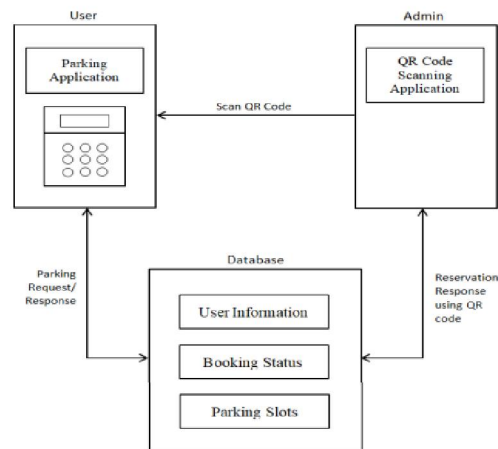 User
Admin
Parking
Application
QR Code
Scanning
Application
Scan QR Code
Parking
Request/
Response
Database
Reservation
Response
using QR
code
User Information
Booking Status
Parking Slots